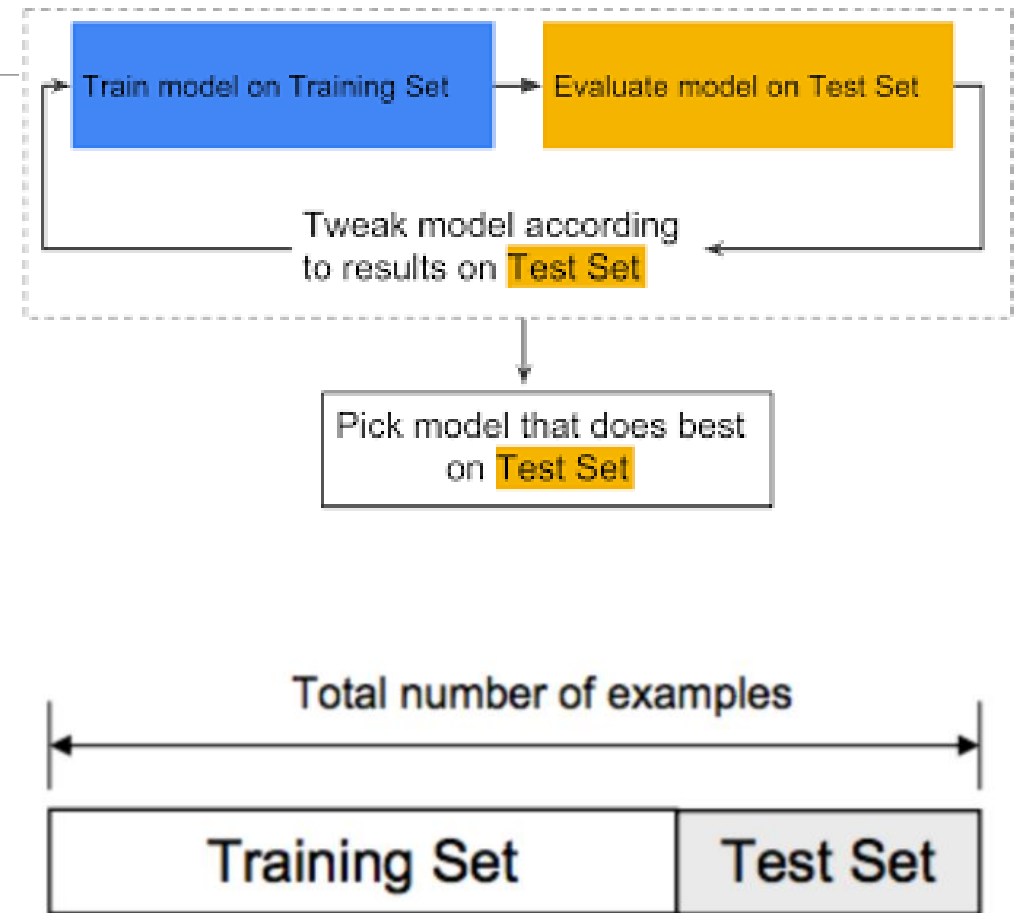 Train model on Training Set
Evaluate model on Test Set
Tweak model according
to results on Test Set
Pick model that does best
on Test Set
Total number of examples
Training Set
Test Set